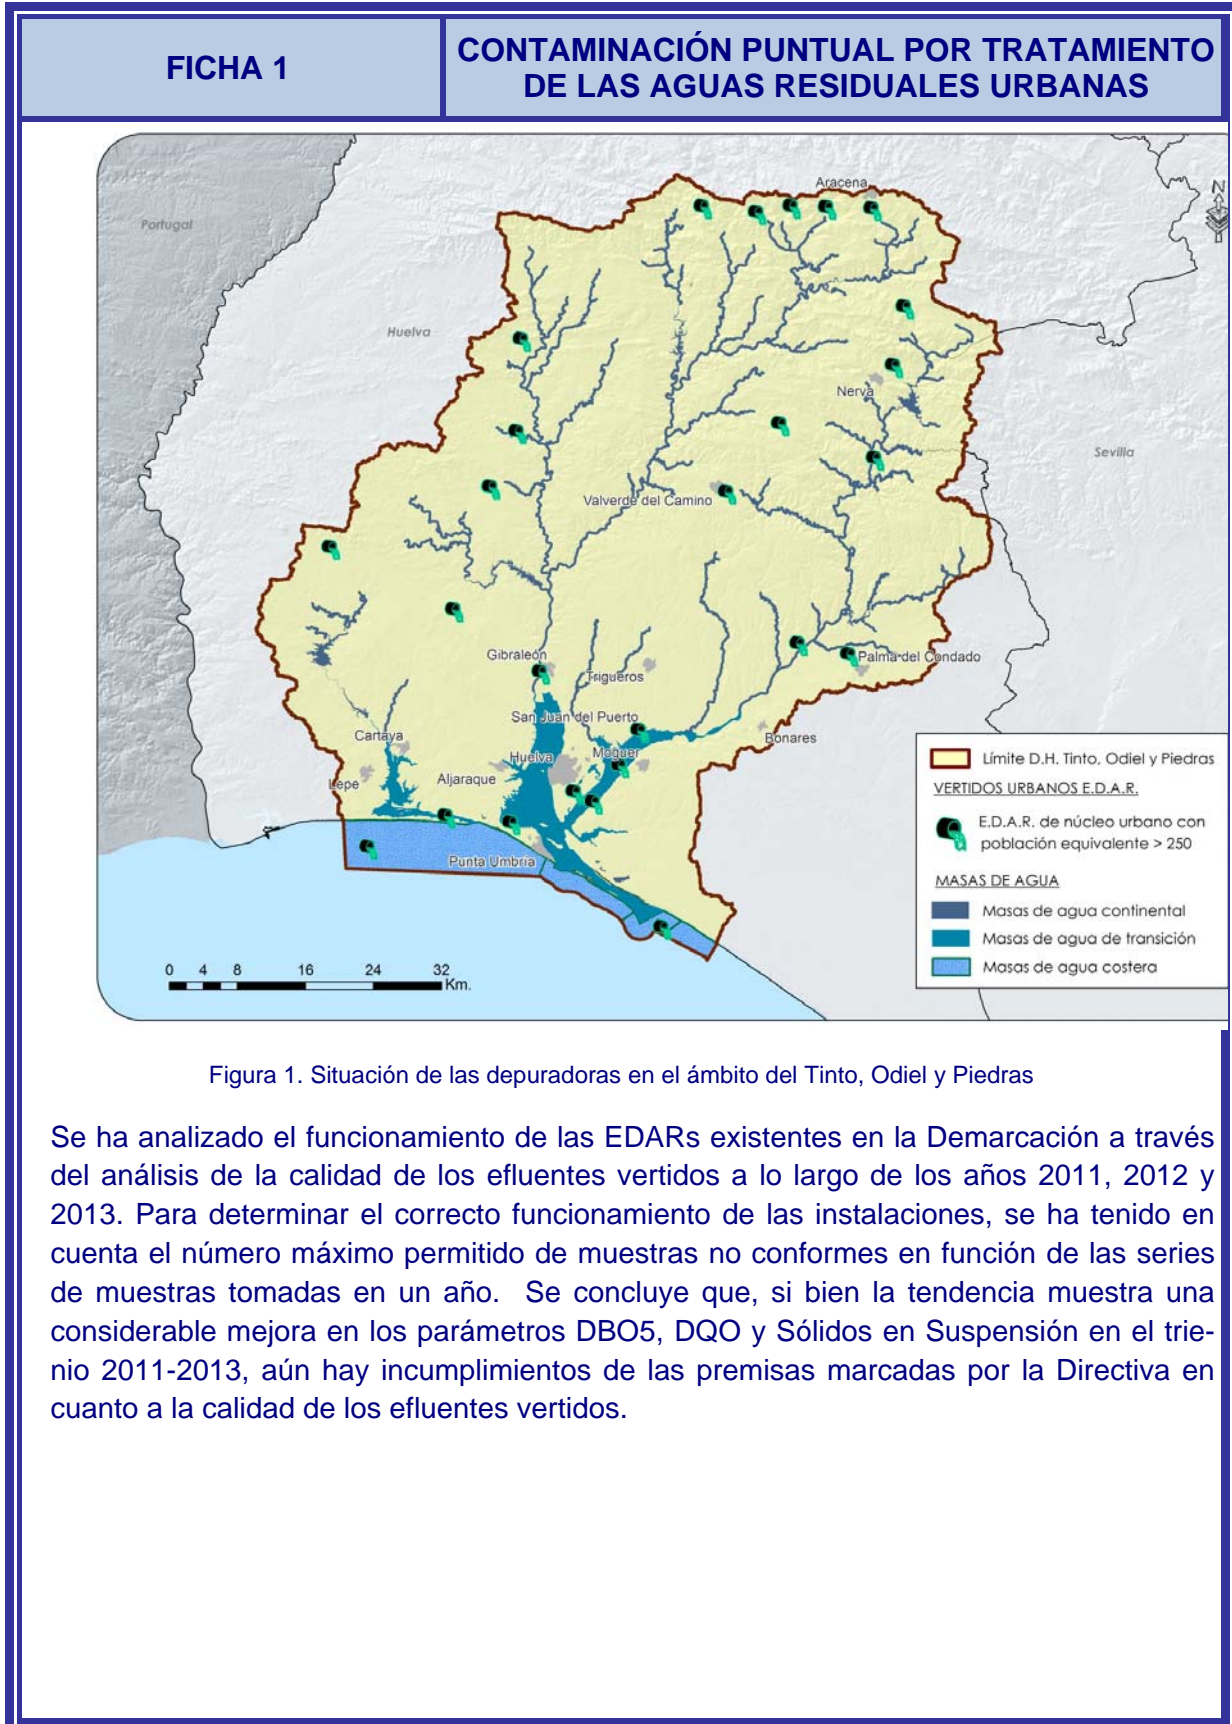 FICHA 1
CONTAMINACIÓN PUNTUAL POR TRATAMIENTO
DE LAS AGUAS RESIDUALES URBANAS
Aracena
N
Portugal
Huelva
Nerva
Sevilla
Valverde del Camino
Gibraleón
Trigueros
Palma del Condado
San Juan del Puerto
Cartaya
Bonares
Huelva
Moguer
Lepe
Aljaraque
Punta Umbría
0 4 8 16 24 32
Km.
Límite D.H. Tinto, Odiel y Piedras
VERTIDOS URBANOS E.D.A.R.
E.D.A.R. de núcleo urbano con
población equivalente > 250
MASAS DE AGUA
Masas de agua continental
Masas de agua de transición
Masas de agua costera
Figura 1. Situación de las depuradoras en el ámbito del Tinto, Odiel y Piedras
Se ha analizado el funcionamiento de las EDARs existentes en la Demarcación a través
del análisis de la calidad de los efluentes vertidos a lo largo de los años 2011, 2012 y
2013. Para determinar el correcto funcionamiento de las instalaciones, se ha tenido en
cuenta el número máximo permitido de muestras no conformes en función de las series
de muestras tomadas en un año. Se concluye que, si bien la tendencia muestra una
considerable mejora en los parámetros DBO5, DQO y Sólidos en Suspensión en el trie-
nio 2011-2013, aún hay incumplimientos de las premisas marcadas por la Directiva en
cuanto a la calidad de los efluentes vertidos.